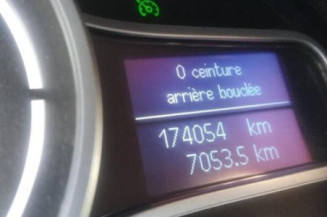 0 ceinture
arrière bouclée
174054 km
7053.5 km